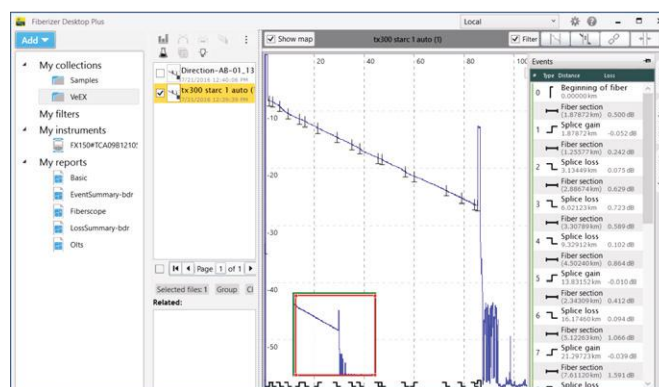 Fiberizer Desktop Plus
Local
Add
My collections
Samples
VeEX
My filters
My instruments
FX150#TCA09B1210
My reports
Basic
EventSummary-bdr
Fiberscope
LossSummary-bdr
Olts
Direction-AB-01_13
7/21/2016 12:40:06 PM
tx300 starc 1 auto (
7/21/2016 12:39:39 PM
Page 1 of 1
Selected files: 1 Group Cl
Related:
Show map
tx300 starc 1 auto (1)
Filter
20 40 60 80 100
-10
-20
-30
-40
-50
Events
# Type Distance Loss
0 Beginning of fiber
0.00000km
Fiber section
(1.87872km) 0.500 dB
1 Splice gain
1.87872km -0.052 dB
Fiber section
(1.25577km) 0.242 dB
2 Splice loss
3.13449km 0.075 dB
Fiber section
(2.88674km) 0.629 dB
3 Splice loss
6.02123km 0.723 dB
Fiber section
(3.30789km) 0.589 dB
4 Splice loss
9.32912km 0.102 dB
Fiber section
(4.50240km) 0.864 dB
5 Splice gain
13.83152km -0.010 dB
Fiber section
(2.34309km) 0.412 dB
6 Splice loss
16.17460km 0.094 dB
Fiber section
(5.12263km) 1.066 dB
7 Splice gain
21.29723km -0.039 dB
Fiber section
(7.61120km) 1.591 dB